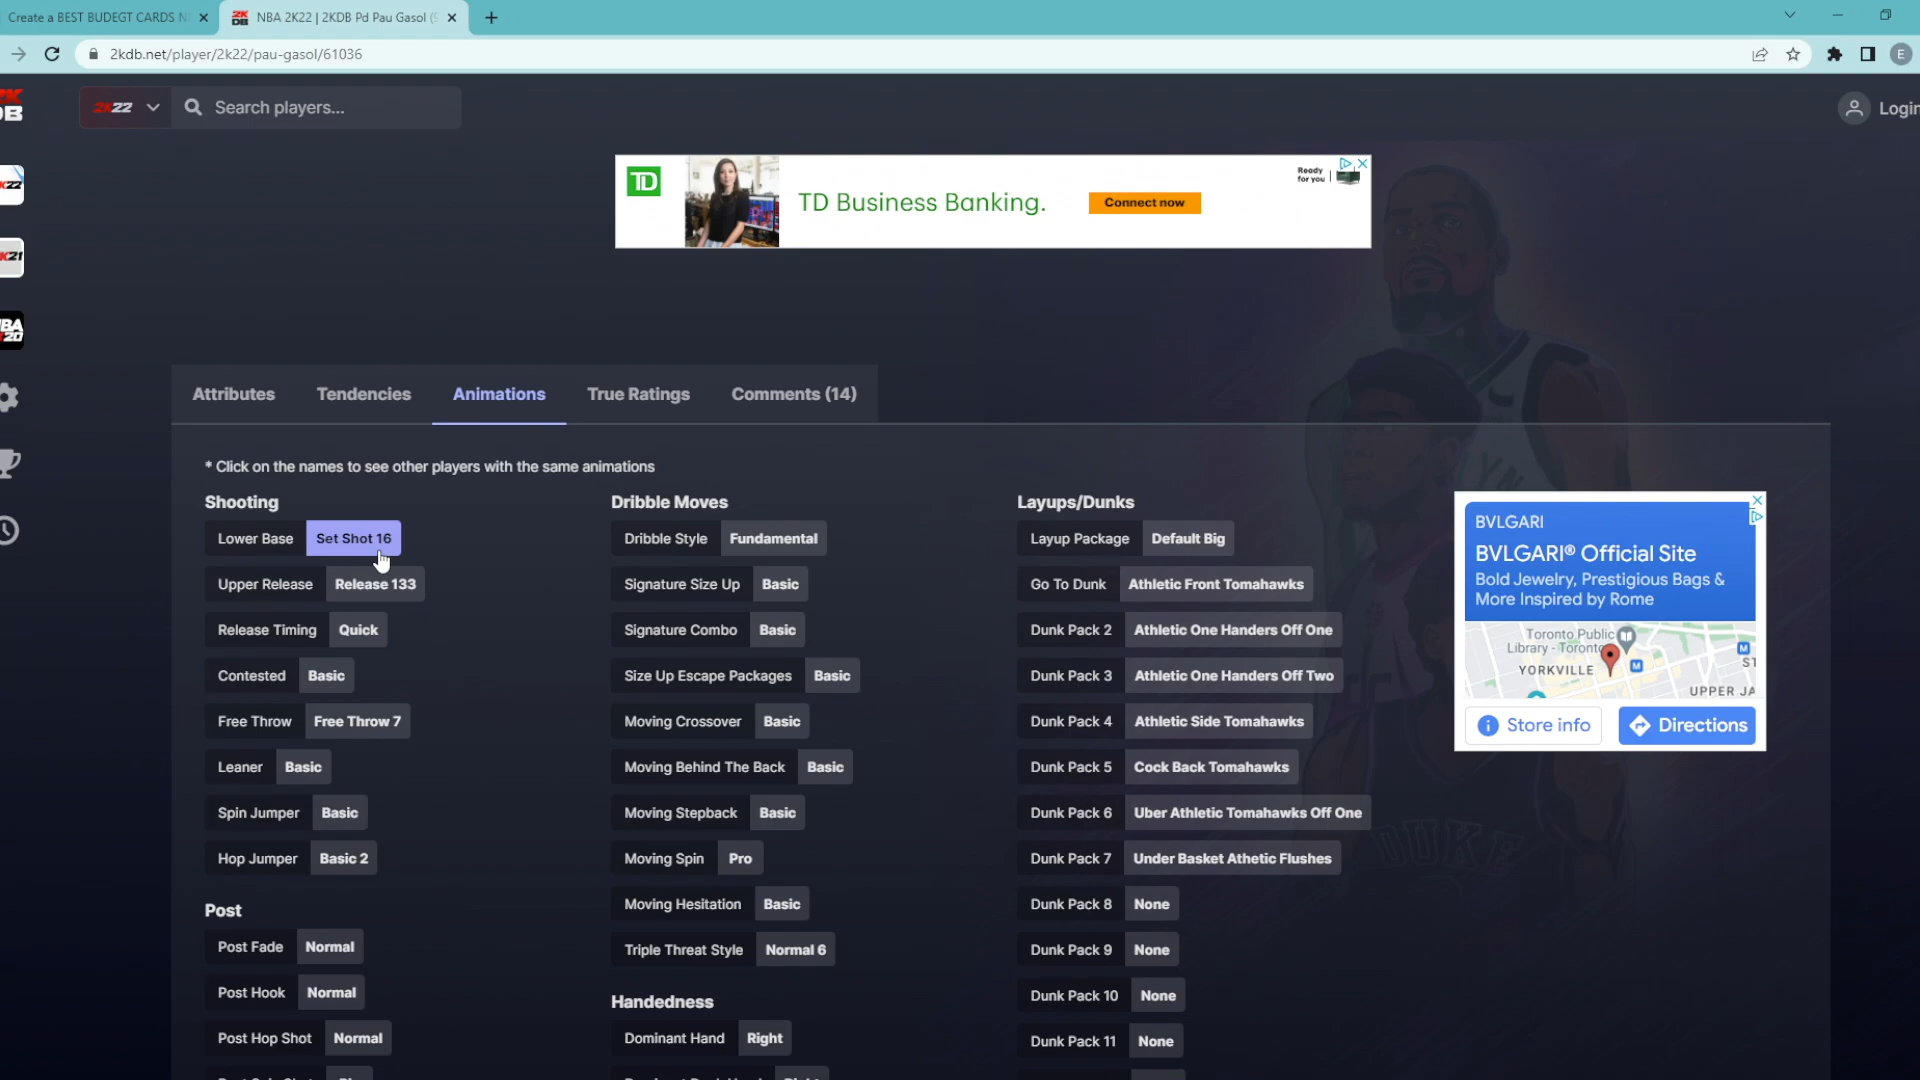 Create a BEST BUDEGT CARDS N
NBA 2K22 | 2KDB Pd Pau Gasol (9
2kdb.net/player/2k22/pau-gasol/61036
E
2K
DB
2K22
Search players...
Login
K22
K21
BA
K20
TD
TD Business Banking.
Connect now
Ready
for you
Attributes
Tendencies
Animations
True Ratings
Comments (14)
* Click on the names to see other players with the same animations
Shooting
Lower Base Set Shot 16
Upper Release Release 133
Release Timing Quick
Contested Basic
Free Throw Free Throw 7
Leaner Basic
Spin Jumper Basic
Hop Jumper Basic 2
Post
Post Fade Normal
Post Hook Normal
Post Hop Shot Normal
Dribble Moves
Dribble Style Fundamental
Signature Size Up Basic
Signature Combo Basic
Size Up Escape Packages Basic
Moving Crossover Basic
Moving Behind The Back Basic
Moving Stepback Basic
Moving Spin Pro
Moving Hesitation Basic
Triple Threat Style Normal 6
Handedness
Dominant Hand Right
Layups/Dunks
Layup Package Default Big
Go To Dunk Athletic Front Tomahawks
Dunk Pack 2 Athletic One Handers Off One
Dunk Pack 3 Athletic One Handers Off Two
Dunk Pack 4 Athletic Side Tomahawks
Dunk Pack 5 Cock Back Tomahawks
Dunk Pack 6 Uber Athletic Tomahawks Off One
Dunk Pack 7 Under Basket Athetic Flushes
Dunk Pack 8 None
Dunk Pack 9 None
Dunk Pack 10 None
Dunk Pack 11 None
BVLGARI
BVLGARI® Official Site
Bold Jewelry, Prestigious Bags &
More Inspired by Rome
Toronto Public
Library - Toronto
YORKVILLE
M
M
ST
UPPER JA
Store info
Directions
DUKE